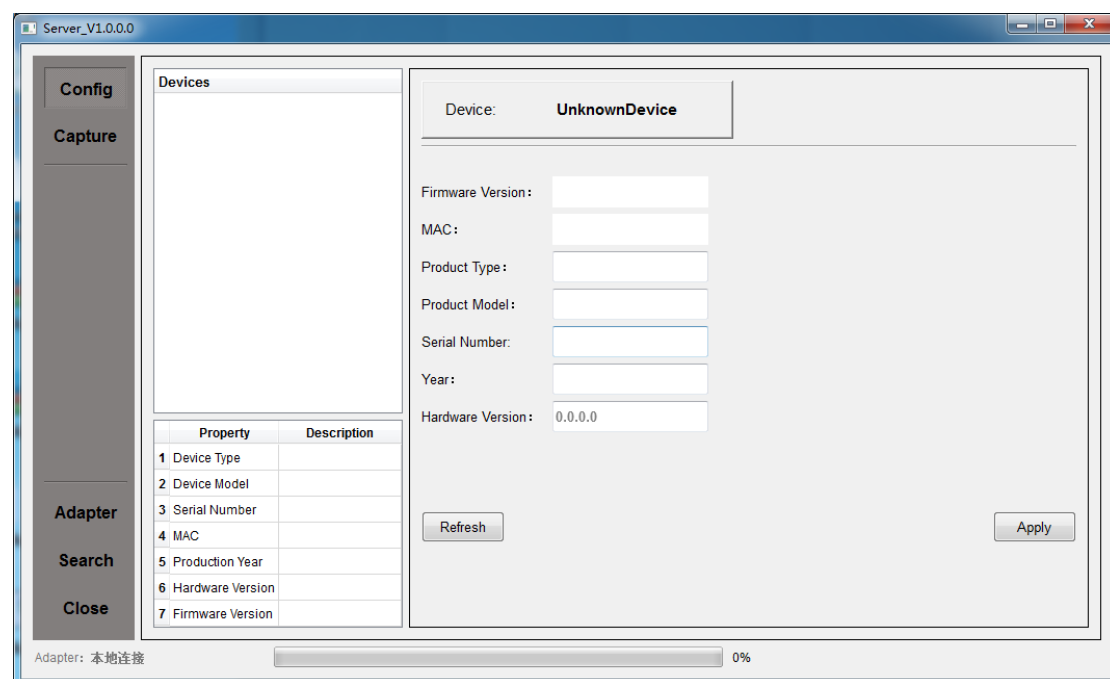 Server_V1.0.0.0
Config
Capture
Adapter
Search
Close
Devices
Property Description
1 Device Type
2 Device Model
3 Serial Number
4 MAC
5 Production Year
6 Hardware Version
7 Firmware Version
Device: UnknownDevice
Firmware Version：
MAC：
Product Type：
Product Model：
Serial Number:
Year：
Hardware Version： 0.0.0.0
Refresh Apply
Adapter：本地连接 0%